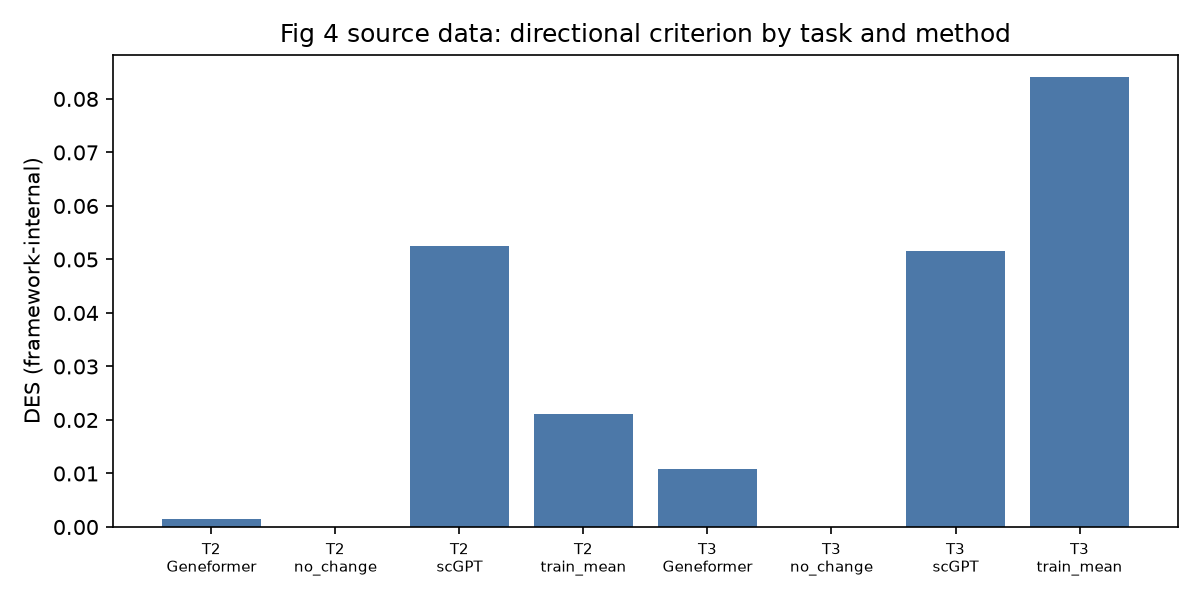 Fig 4 source data: directional criterion by task and method
DES (framework-internal)
0.08
0.07
0.06
0.05
0.04
0.03
0.02
0.01
0.00
T2
Geneformer
T2
no_change
T2
scGPT
T2
train_mean
T3
Geneformer
T3
no_change
T3
scGPT
T3
train_mean